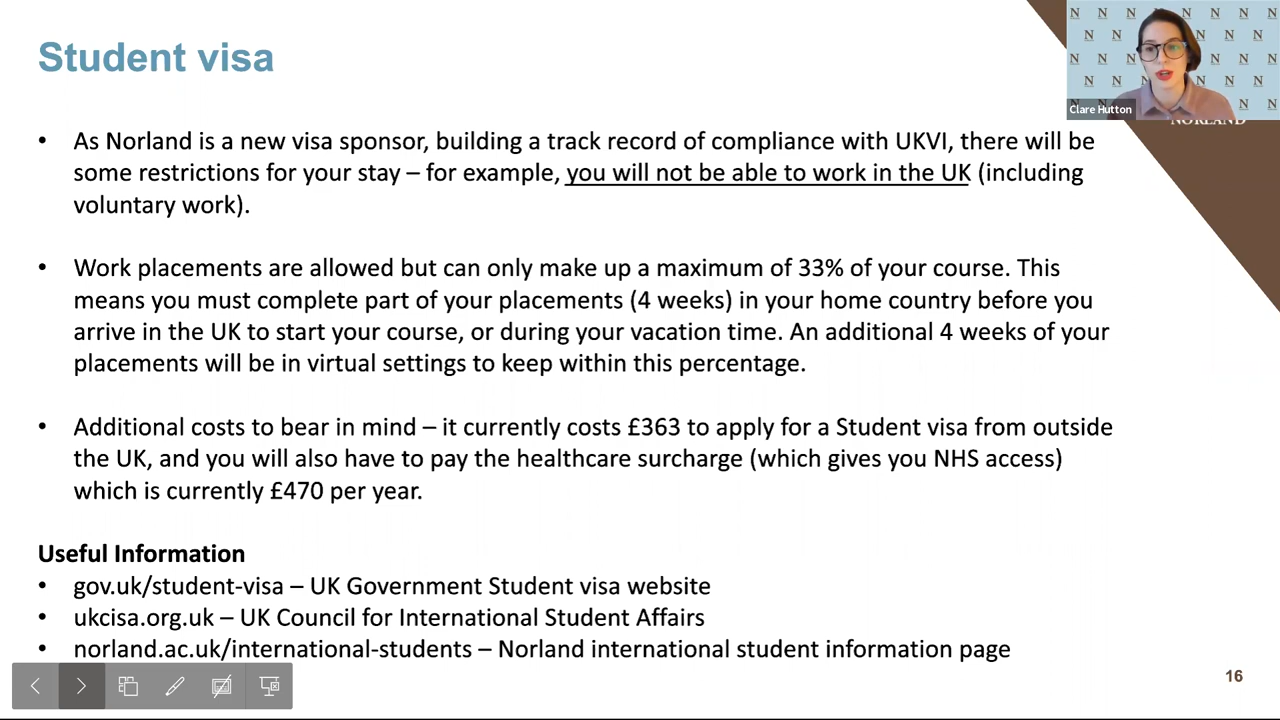 Student visa
Clare Hutton
NORLAND
• As Norland is a new visa sponsor, building a track record of compliance with UKVI, there will be
some restrictions for your stay – for example, you will not be able to work in the UK (including
voluntary work).
• Work placements are allowed but can only make up a maximum of 33% of your course. This
means you must complete part of your placements (4 weeks) in your home country before you
arrive in the UK to start your course, or during your vacation time. An additional 4 weeks of your
placements will be in virtual settings to keep within this percentage.
• Additional costs to bear in mind – it currently costs £363 to apply for a Student visa from outside
the UK, and you will also have to pay the healthcare surcharge (which gives you NHS access)
which is currently £470 per year.
Useful Information
• gov.uk/student-visa – UK Government Student visa website
• ukcisa.org.uk – UK Council for International Student Affairs
• norland.ac.uk/international-students – Norland international student information page
16